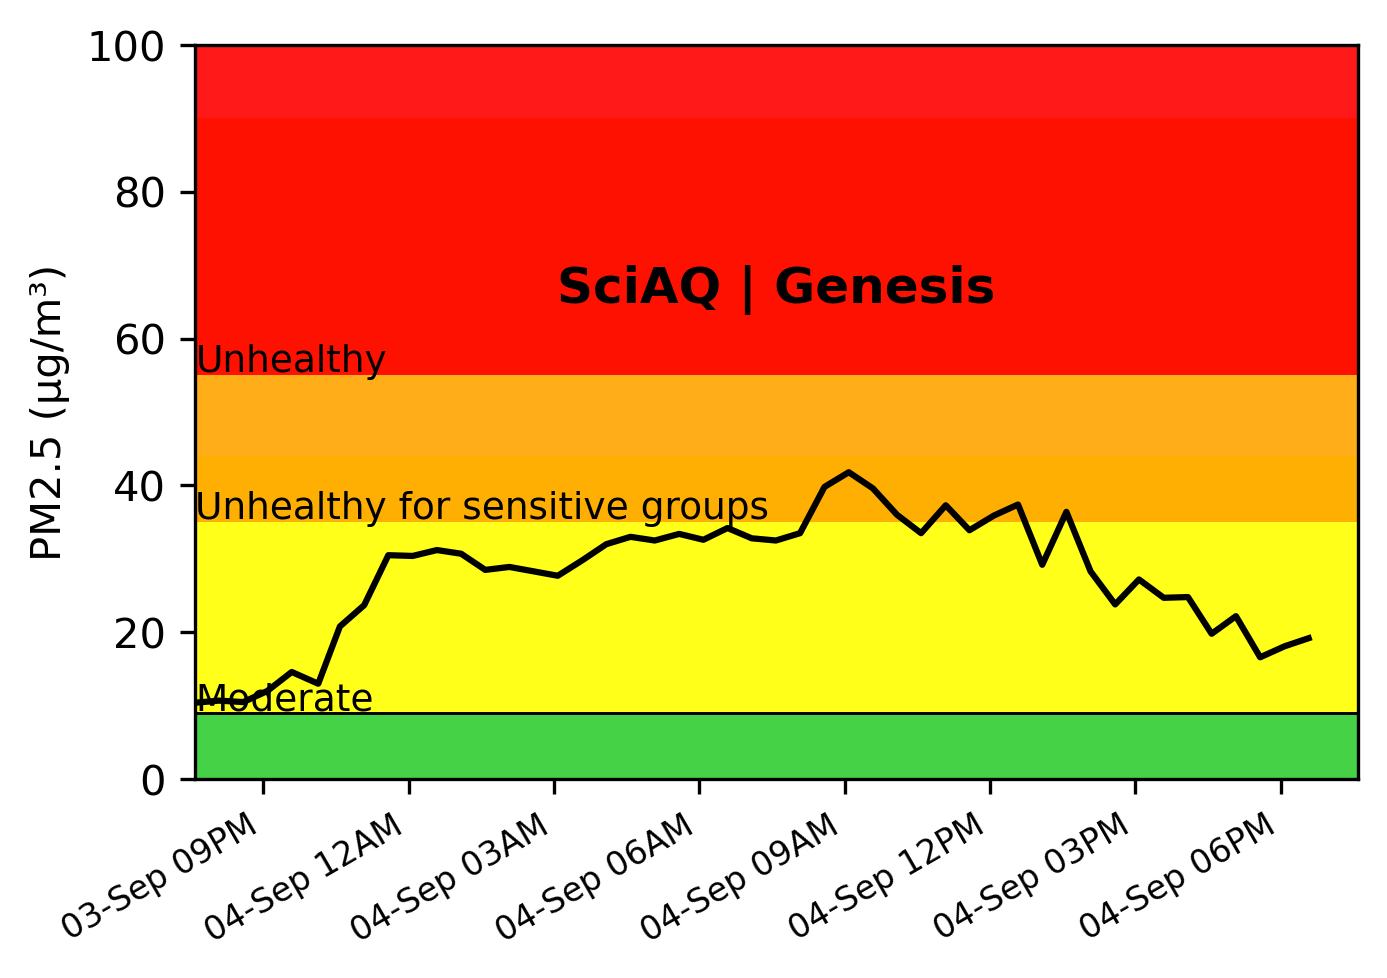 100
80
60
40
20
0
PM2.5 (μg/m³)
SciAQ | Genesis
Unhealthy
Unhealthy for sensitive groups
Moderate
03-Sep 09PM
04-Sep 12AM
04-Sep 03AM
04-Sep 06AM
04-Sep 09AM
04-Sep 12PM
04-Sep 03PM
04-Sep 06PM